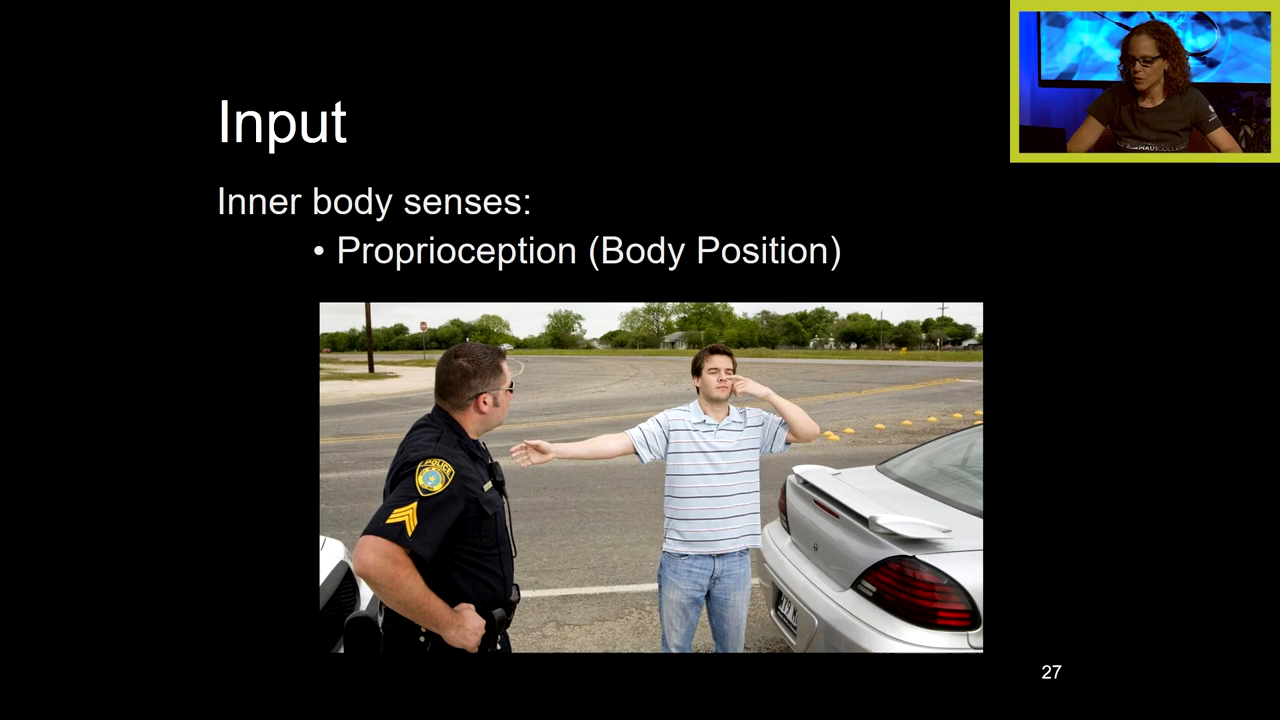 Input
Inner body senses:
• Proprioception (Body Position)
POLICE
27